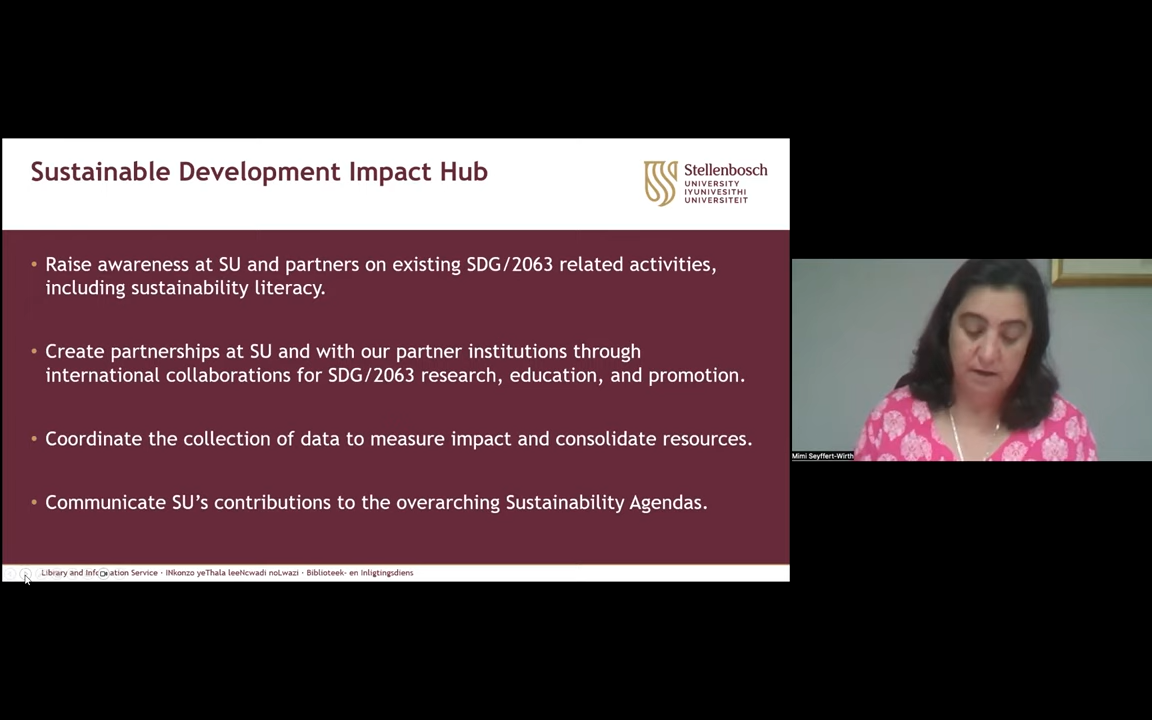 Sustainable Development Impact Hub
Stellenbosch
UNIVERSITY
IYUNIVESITHI
UNIVERSITEIT
• Raise awareness at SU and partners on existing SDG/2063 related activities,
including sustainability literacy.
• Create partnerships at SU and with our partner institutions through
international collaborations for SDG/2063 research, education, and promotion.
• Coordinate the collection of data to measure impact and consolidate resources.
• Communicate SU’s contributions to the overarching Sustainability Agendas.
Library and Information Service · INkonzo yeThala leeNcwadi noLwazi · Biblioteek- en Inligtingsdiens
Mimi Seyffert-Wirth